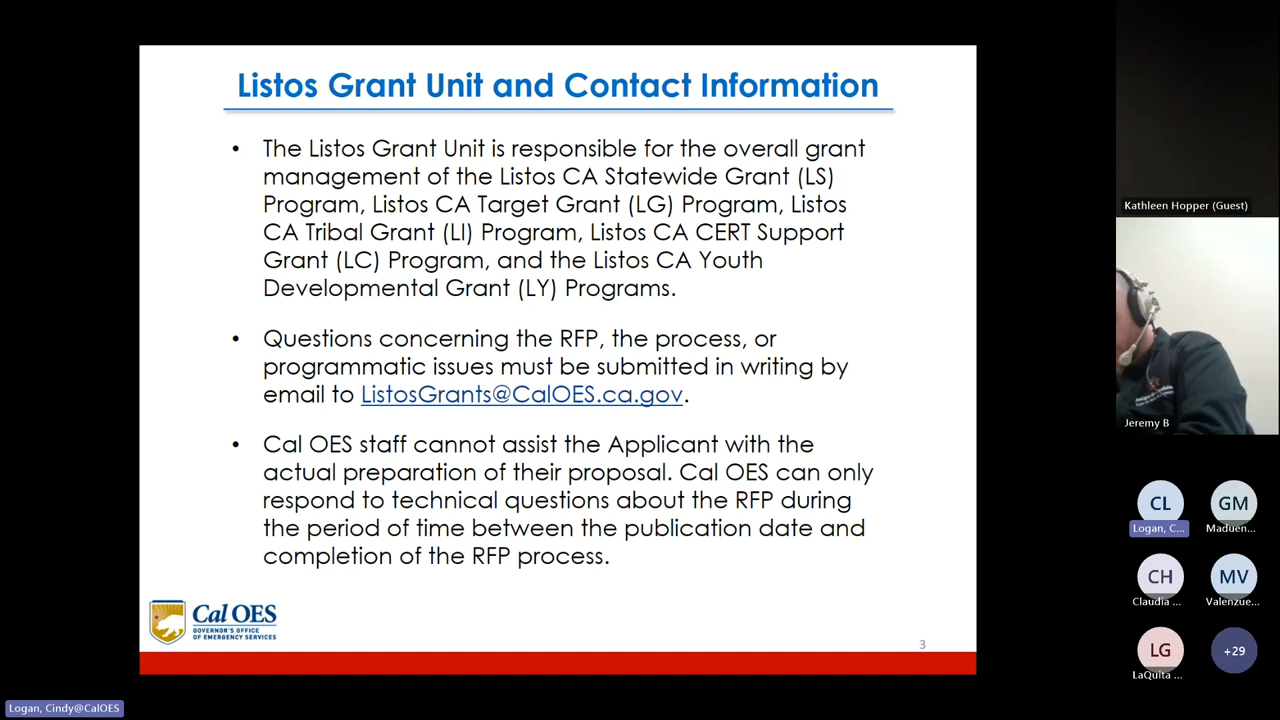 Listos Grant Unit and Contact Information
• The Listos Grant Unit is responsible for the overall grant
management of the Listos CA Statewide Grant (LS)
Program, Listos CA Target Grant (LG) Program, Listos
CA Tribal Grant (LI) Program, Listos CA CERT Support
Grant (LC) Program, and the Listos CA Youth
Developmental Grant (LY) Programs.
• Questions concerning the RFP, the process, or
programmatic issues must be submitted in writing by
email to ListosGrants@CalOES.ca.gov.
• Cal OES staff cannot assist the Applicant with the
actual preparation of their proposal. Cal OES can only
respond to technical questions about the RFP during
the period of time between the publication date and
completion of the RFP process.
Cal OES
GOVERNOR'S OFFICE
OF EMERGENCY SERVICES
3
Kathleen Hopper (Guest)
Jeremy B
CL
Logan, C...
GM
Maduen...
CH
Claudia ...
MV
Valenzue...
LG
LaQuita ...
+29
Logan, Cindy@CalOES